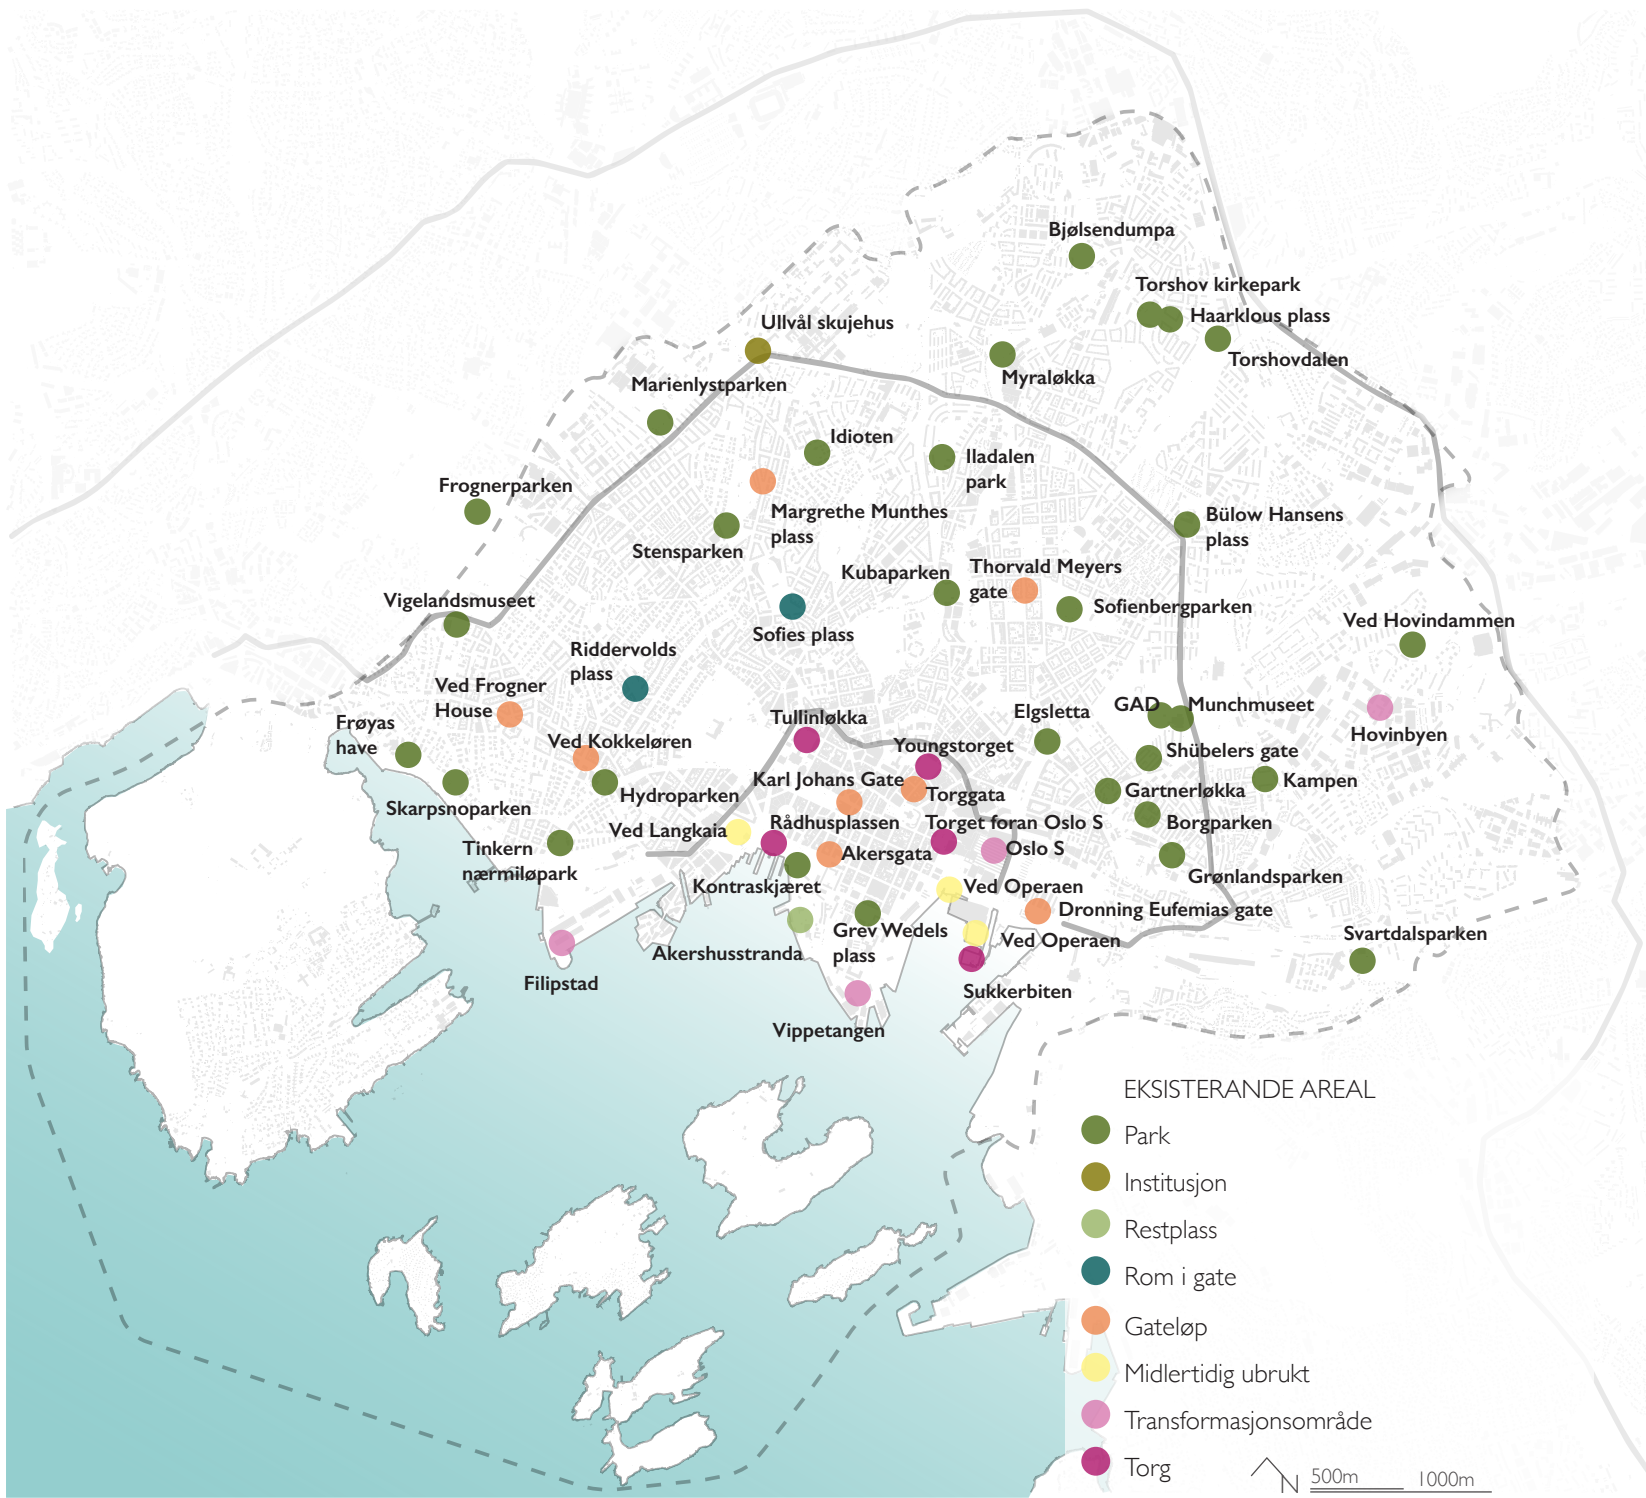 Bjølsendumpa
Torshov kirkepark
Haarklous plass
Ullvål skujehus
Torshovdalen
Marienlystparken
Myraløkka
Idioten
Iladalen
park
Frognerparken
Margrethe Munthes
plass
Bülow Hansens
plass
Stensparken
Kubaparken
Thorvald Meyers
gate
Vigelandsmuseet
Sofienbergparken
Sofies plass
Ved Hovindammen
Riddervolds
plass
Ved Frogner
House
GAD
Munchmuseet
Frøyas
have
Tullinløkka
Elgsletta
Hovinbyen
Ved Kokkeløren
Youngstorget
Shübelers gate
Karl Johans Gate
Kampen
Hydroparken
Torggata
Gartnerløkka
Skarpsnoparken
Ved Langkaia
Rådhusplassen
Torget foran Oslo S
Borgparken
Tinkern
nærmiløpark
Akersgata
Oslo S
Kontraskjæret
Ved Operaen
Grønlandsparken
Dronning Eufemias gate
Grev Wedels
plass
Akershusstranda
Ved Operaen
Svartdalsparken
Filipstad
Sukkerbiten
Vippetangen
EKSISTERANDE AREAL
Park
Institusjon
Restplass
Rom i gate
Gateløp
Midlertidig ubrukt
Transformasjonsområde
Torg
N
500m
1000m